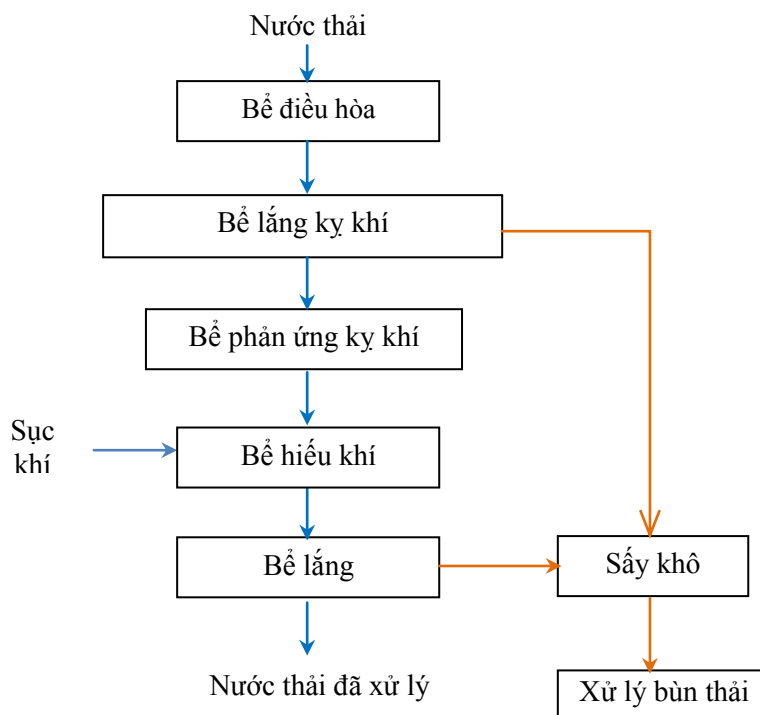 Nước thải
Bể điều hòa
Bể lắng kỵ khí
Bể phản ứng kỵ khí
Sục
khí
Bể hiếu khí
Bể lắng
Sấy khô
Nước thải đã xử lý
Xử lý bùn thải